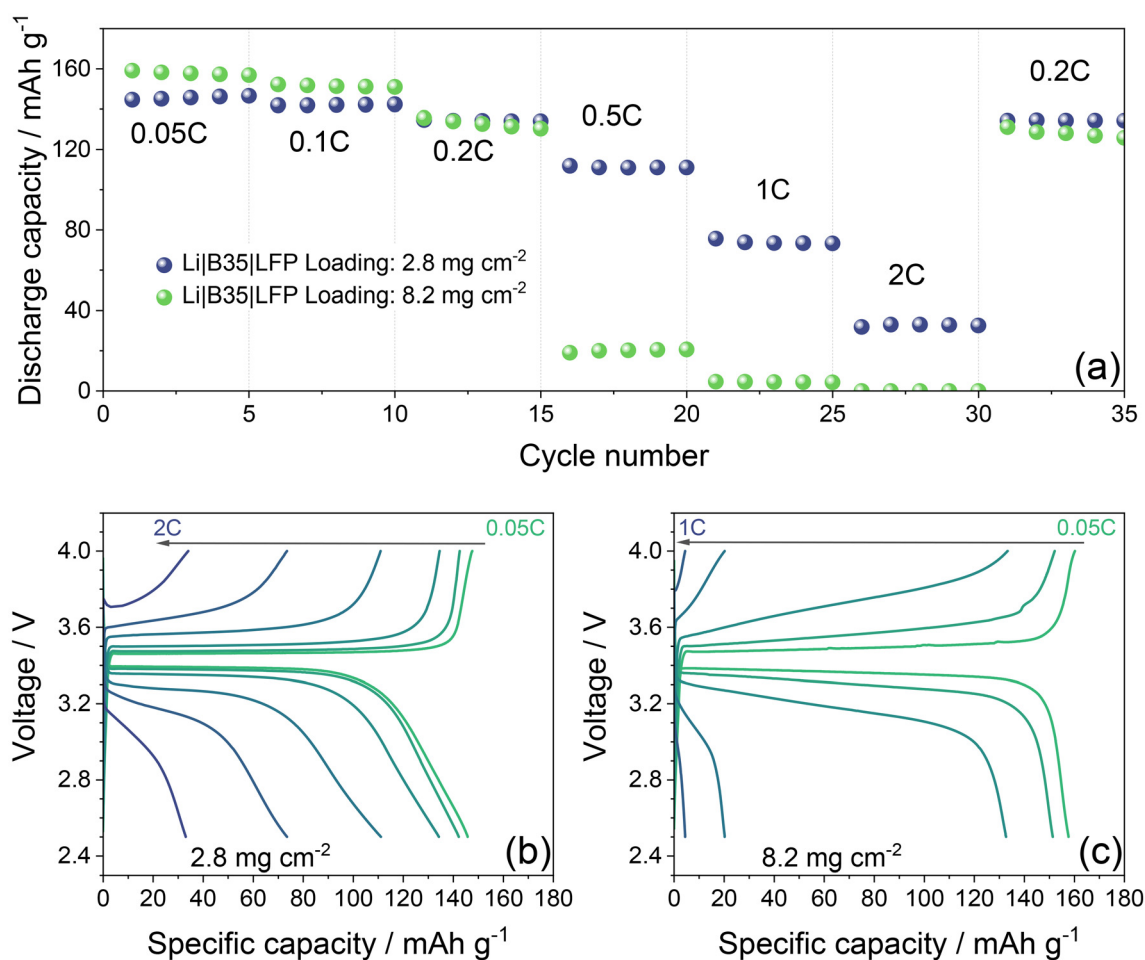 Discharge capacity / mAh g⁻¹
160
120
80
40
0
0.05C
0.1C
0.2C
0.5C
1C
2C
0.2C
Li|B35|LFP Loading: 2.8 mg cm⁻²
Li|B35|LFP Loading: 8.2 mg cm⁻²
(a)
0 5 10 15 20 25 30 35
Cycle number
Voltage / V
4.0
3.6
3.2
2.8
2.4
2C 0.05C
2.8 mg cm⁻²
(b)
0 20 40 60 80 100 120 140 160 180
Specific capacity / mAh g⁻¹
Voltage / V
4.0
3.6
3.2
2.8
2.4
1C 0.05C
8.2 mg cm⁻²
(c)
0 20 40 60 80 100 120 140 160 180
Specific capacity / mAh g⁻¹